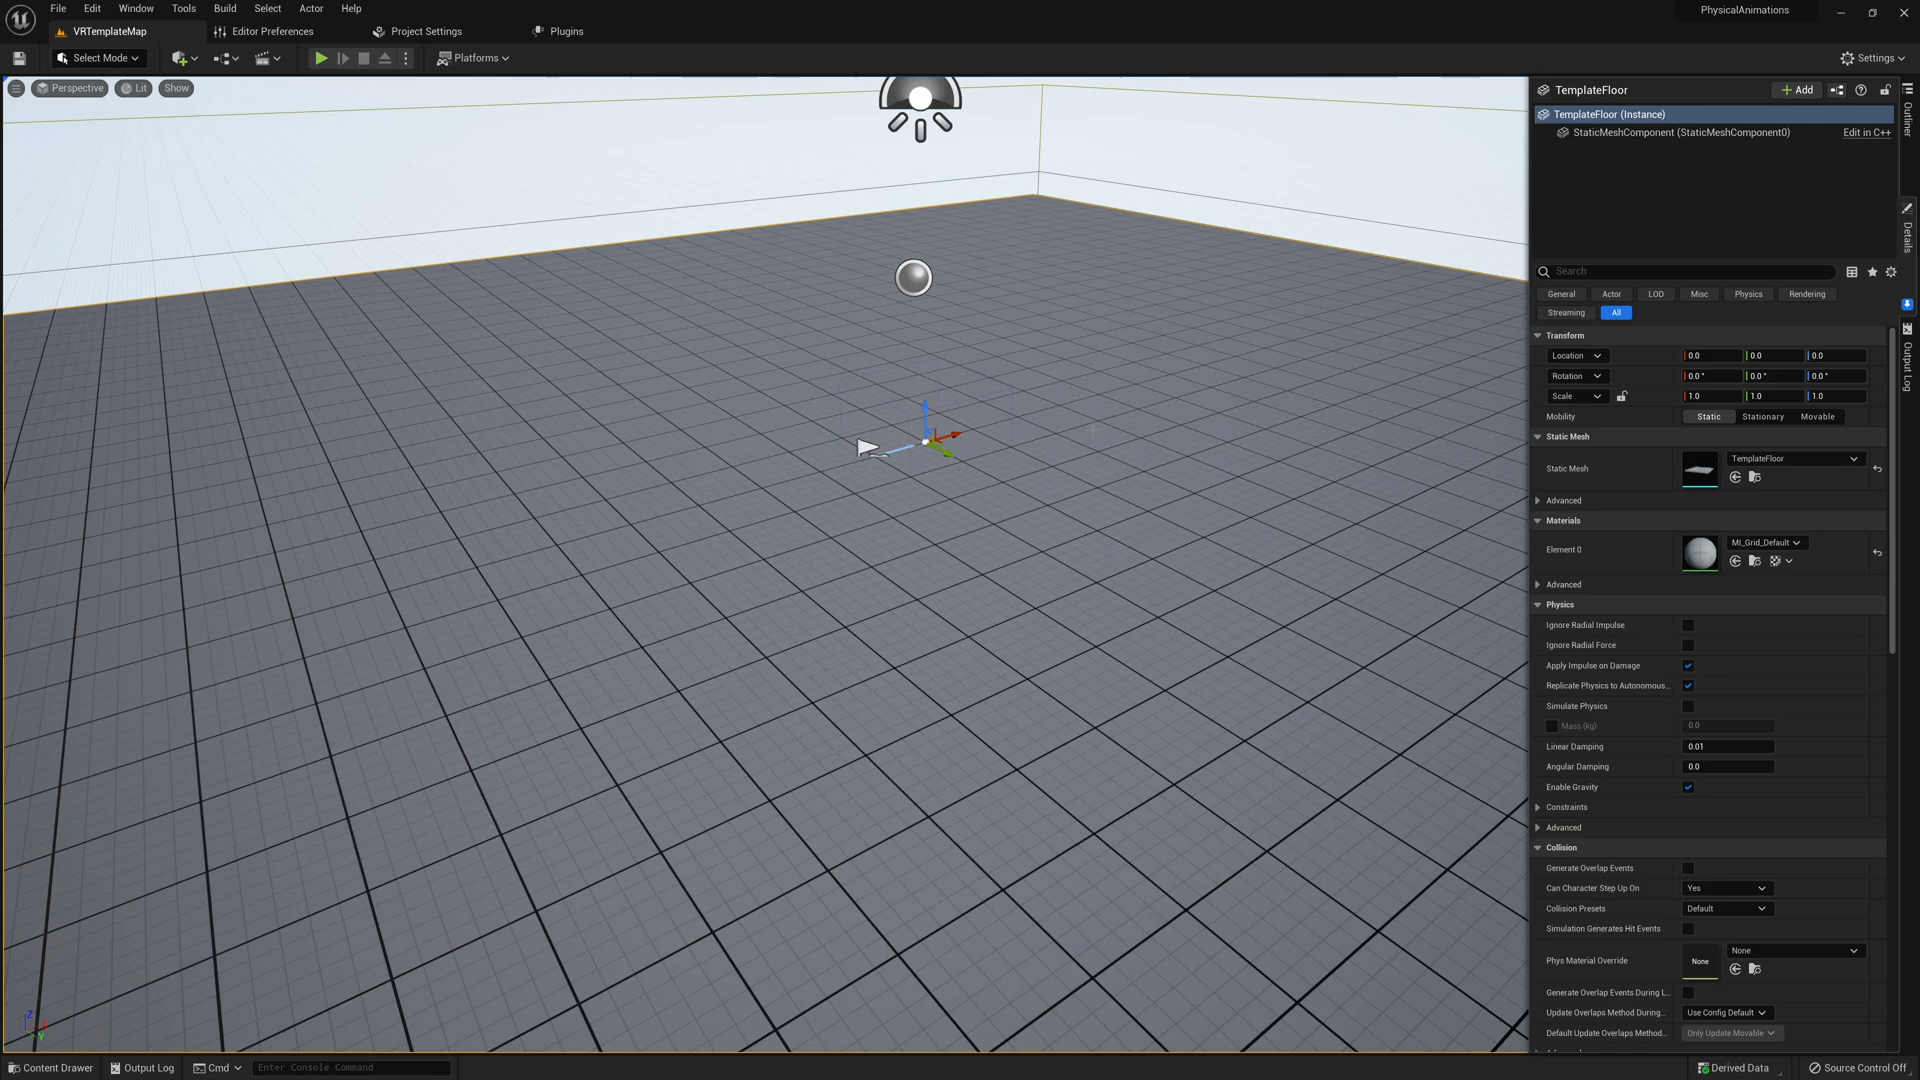 File Edit Window Tools Build Select Actor Help
PhysicalAnimations
VRTemplateMap Editor Preferences Project Settings Plugins
Select Mode Platforms Settings
Perspective Lit Show
TemplateFloor Add
TemplateFloor (Instance)
StaticMeshComponent (StaticMeshComponent0) Edit in C++
Outliner
Details
Output Log
Search
General Actor LOD Misc Physics Rendering
Streaming All
Transform
Location 0.0 0.0 0.0
Rotation 0.0 ° 0.0 ° 0.0 °
Scale 1.0 1.0 1.0
Mobility Static Stationary Movable
Static Mesh
Static Mesh TemplateFloor
Advanced
Materials
Element 0 MI_Grid_Default
Advanced
Physics
Ignore Radial Impulse
Ignore Radial Force
Apply Impulse on Damage
Replicate Physics to Autonomous...
Simulate Physics
Mass (kg) 0.0
Linear Damping 0.01
Angular Damping 0.0
Enable Gravity
Constraints
Advanced
Collision
Generate Overlap Events
Can Character Step Up On Yes
Collision Presets Default
Simulation Generates Hit Events
Phys Material Override None None
Generate Overlap Events During L...
Update Overlaps Method During... Use Config Default
Default Update Overlaps Method... Only Update Movable
Z
Y
Content Drawer Output Log Cmd Enter Console Command Derived Data Source Control Off